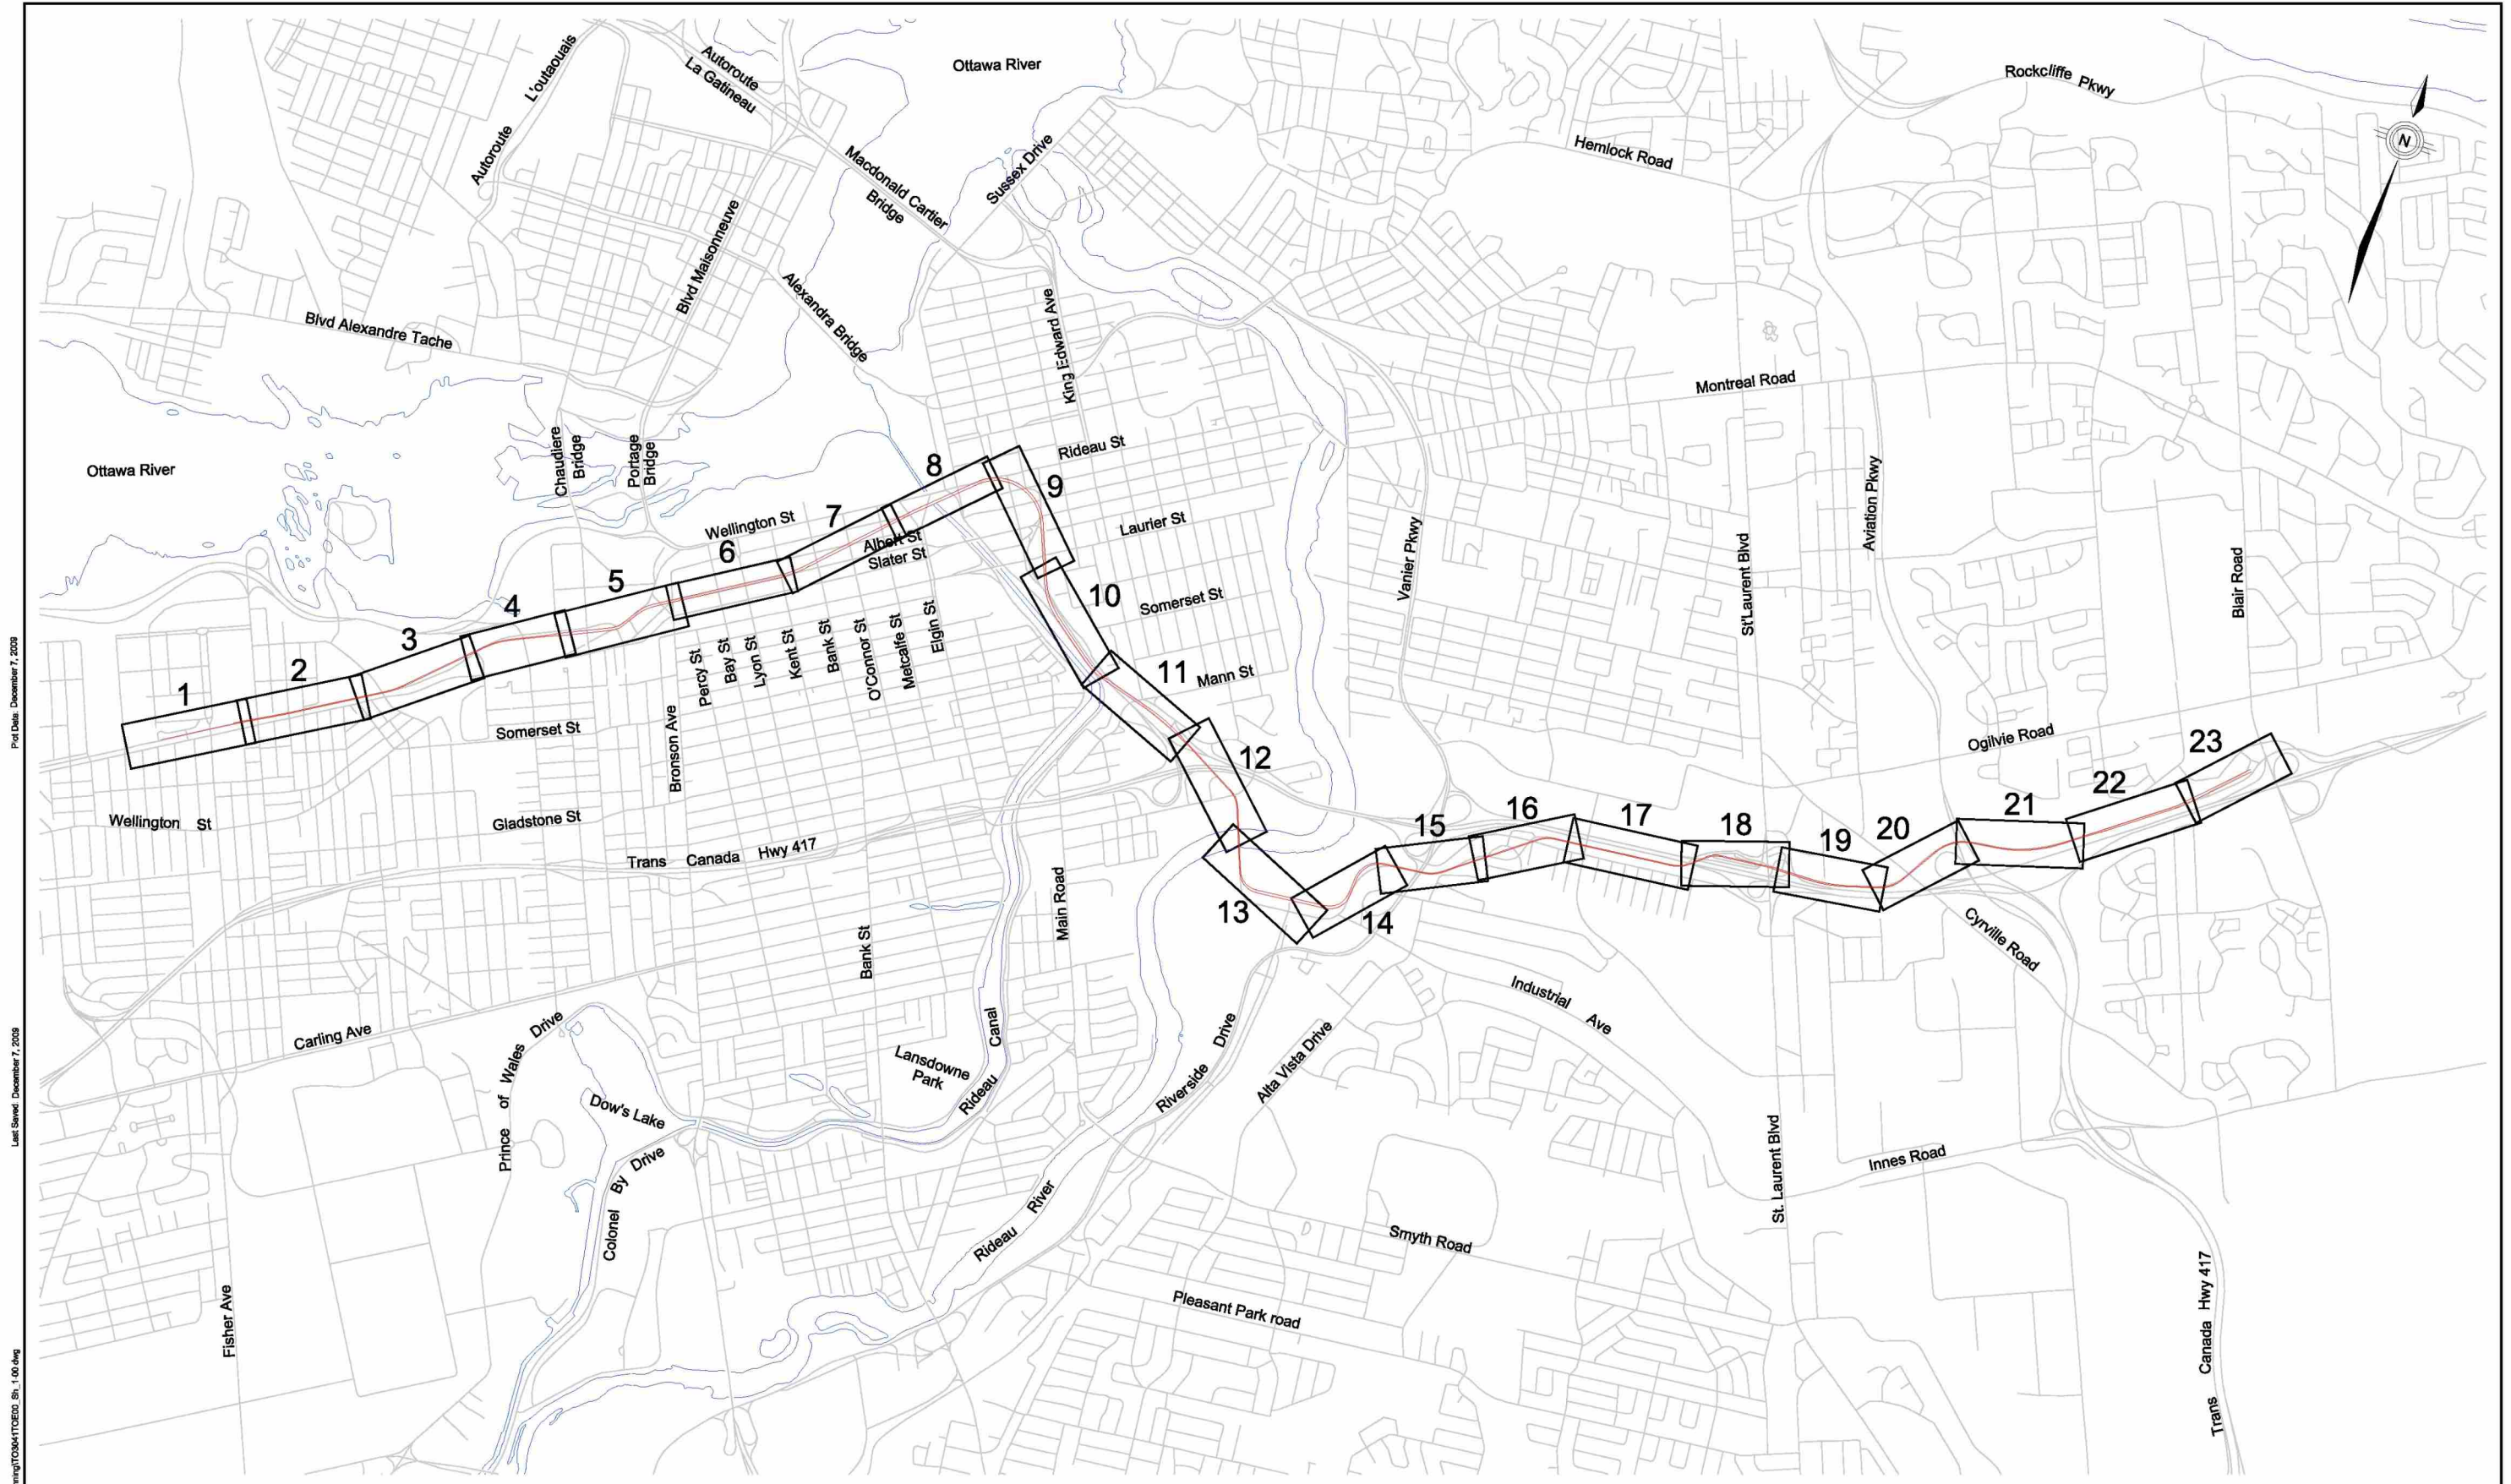 Ottawa River
Autoroute
L'outaouais
Autoroute
La Gatineau
Macdonald Cartier
Bridge
Sussex Drive
Hemlock Road
Rockcliffe Pkwy
N
Blvd Maisonneuve
Alexandra Bridge
Blvd Alexandre Tache
King Edward Ave
Montreal Road
Ottawa River
Chaudiere
Bridge
Portage
Bridge
Rideau St
Laurier St
Wellington St
Albert St
Slater St
Somerset St
Mann St
Vanier Pkwy
St'Laurent Blvd
Aviation Pkwy
Blair Road
Ogilvie Road
1
2
3
4
5
6
7
8
9
10
11
12
13
14
15
16
17
18
19
20
21
22
23
Percy St
Bay St
Lyon St
Kent St
Bank St
O'Connor St
Metcalfe St
Elgin St
Somerset St
Bronson Ave
Wellington St
Gladstone St
Trans Canada Hwy 417
Bank St
Main Road
Cyrville Road
Industrial Ave
Carling Ave
Prince of Wales Drive
Dow's Lake
Lansdowne
Park
Rideau Canal
Riverside Drive
Alta Vista Drive
Colonel By Drive
Rideau River
Smyth Road
Pleasant Park road
St. Laurent Blvd
Innes Road
Fisher Ave
Trans Canada Hwy 417
Plot Date: December 7, 2009
Last Saved: December 7, 2009